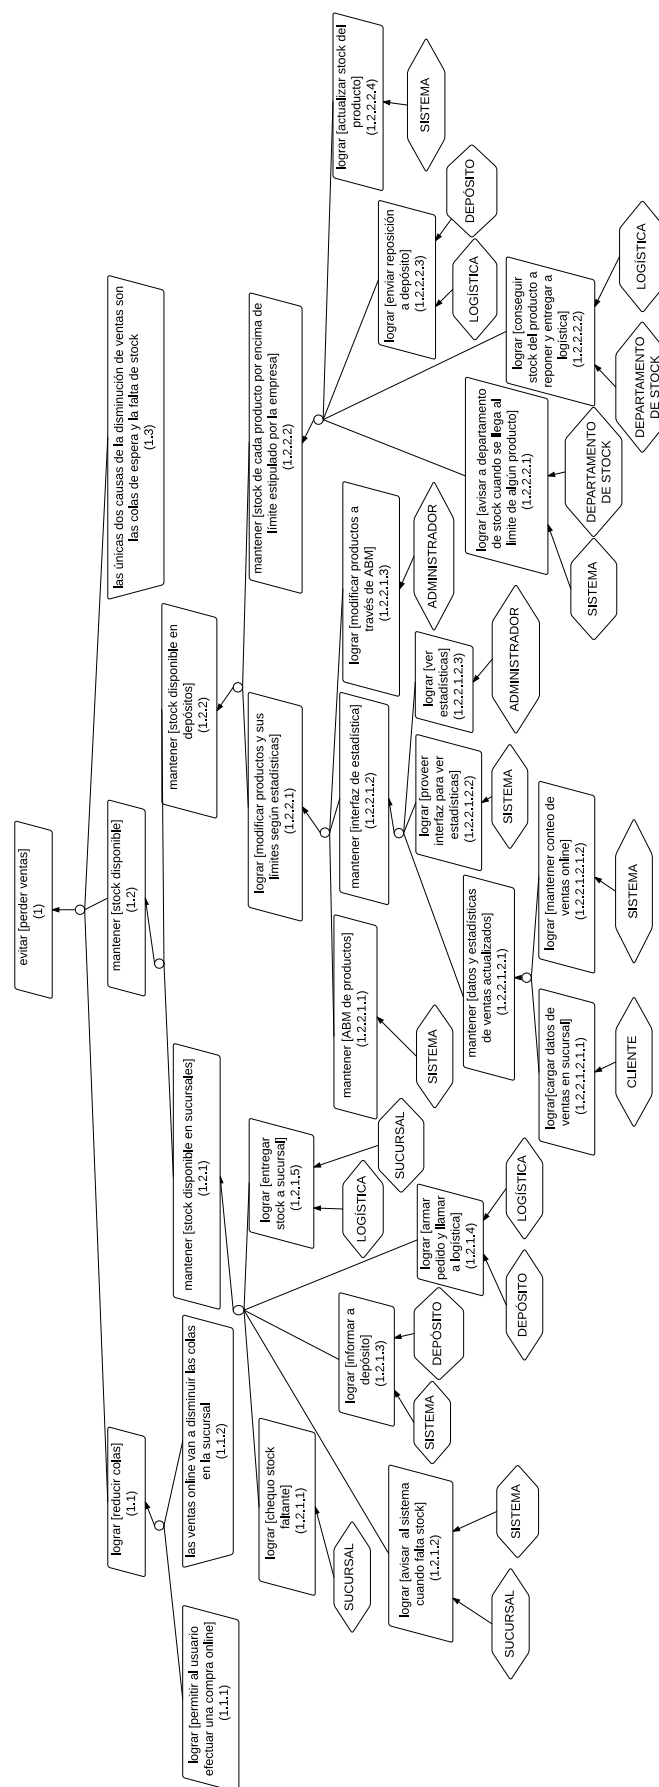 evitar [perder ventas]
(1)
lograr [reducir colas]
(1.1)
mantener [stock disponible]
(1.2)
las únicas dos causas de la disminución de ventas son
las colas de espera y la falta de stock
(1.3)
lograr [permitir al usuario
efectuar una compra online]
(1.1.1)
las ventas online van a disminuir las colas
en la sucursal
(1.1.2)
mantener [stock disponible en sucursales]
(1.2.1)
mantener [stock disponible en
depósitos]
(1.2.2)
lograr [chequo stock
faltante]
(1.2.1.1)
SUCURSAL
lograr [avisar al sistema
cuando falta stock]
(1.2.1.2)
SUCURSAL
SISTEMA
lograr [informar a
depósito]
(1.2.1.3)
SISTEMA
DEPÓSITO
lograr [armar
pedido y llamar
a logística]
(1.2.1.4)
DEPÓSITO
LOGÍSTICA
lograr [entregar
stock a sucursal]
(1.2.1.5)
LOGÍSTICA
SUCURSAL
lograr [modificar productos y sus
límites según estadísticas]
(1.2.2.1)
mantener [stock de cada producto por encima de
límite estipulado por la empresa]
(1.2.2.2)
mantener [ABM de productos]
(1.2.2.1.1)
SISTEMA
mantener [interfaz de estadística]
(1.2.2.1.2)
lograr [modificar productos a
través de ABM]
(1.2.2.1.3)
ADMINISTRADOR
mantener [datos y estadísticas
de ventas actualizados]
(1.2.2.1.2.1)
lograr [proveer
interfaz para ver
estadísticas]
(1.2.2.1.2.2)
SISTEMA
lograr [ver
estadísticas]
(1.2.2.1.2.3)
ADMINISTRADOR
lograr[cargar datos de
ventas en sucursal]
(1.2.2.1.2.1.1)
CLIENTE
lograr [manterner conteo de
ventas online]
(1.2.2.1.2.1.2)
SISTEMA
lograr [avisar a departamento
de stock cuando se llega al
límite de algún producto]
(1.2.2.2.1)
SISTEMA
DEPARTAMENTO
DE STOCK
lograr [conseguir
stock del producto a
reponer y entregar a
logística]
(1.2.2.2.2)
DEPARTAMENTO
DE STOCK
LOGÍSTICA
lograr [enviar reposición
a depósito]
(1.2.2.2.3)
LOGÍSTICA
DEPÓSITO
lograr [actualizar stock del
producto]
(1.2.2.2.4)
SISTEMA